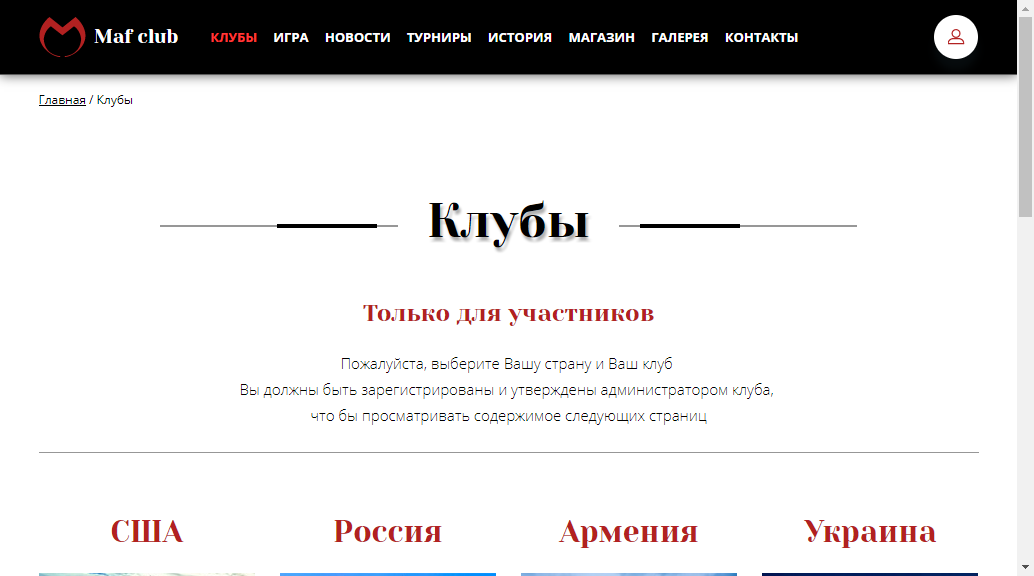 Maf club
КЛУБЫ ИГРА НОВОСТИ ТУРНИРЫ ИСТОРИЯ МАГАЗИН ГАЛЕРЕЯ КОНТАКТЫ
Главная / Клубы
Клубы
Только для участников
Пожалуйста, выберите Вашу страну и Ваш клуб
Вы должны быть зарегистрированы и утверждены администратором клуба,
что бы просматривать содержимое следующих страниц
США Россия Армения Украина